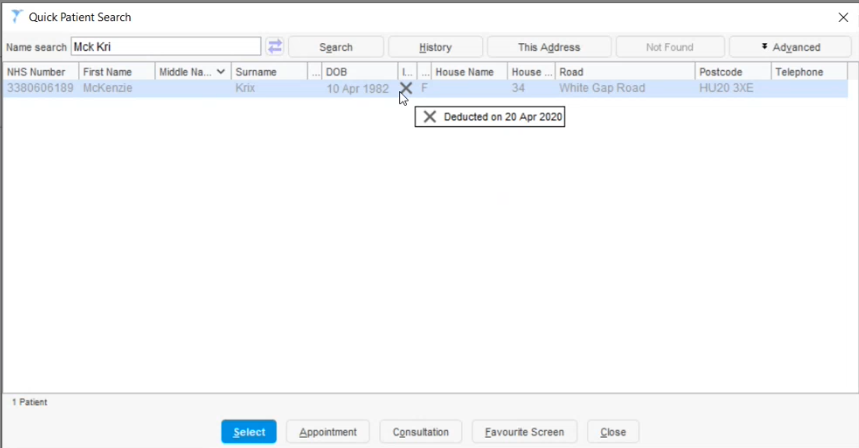 Quick Patient Search
Name search Mck Kri Search History This Address Not Found Advanced
NHS Number First Name Middle Na... Surname ... DOB I... ... House Name House ... Road Postcode Telephone
3380606189 McKenzie Krix 10 Apr 1982 F 34 White Gap Road HU20 3XE
Deducted on 20 Apr 2020
1 Patient
Select Appointment Consultation Favourite Screen Close